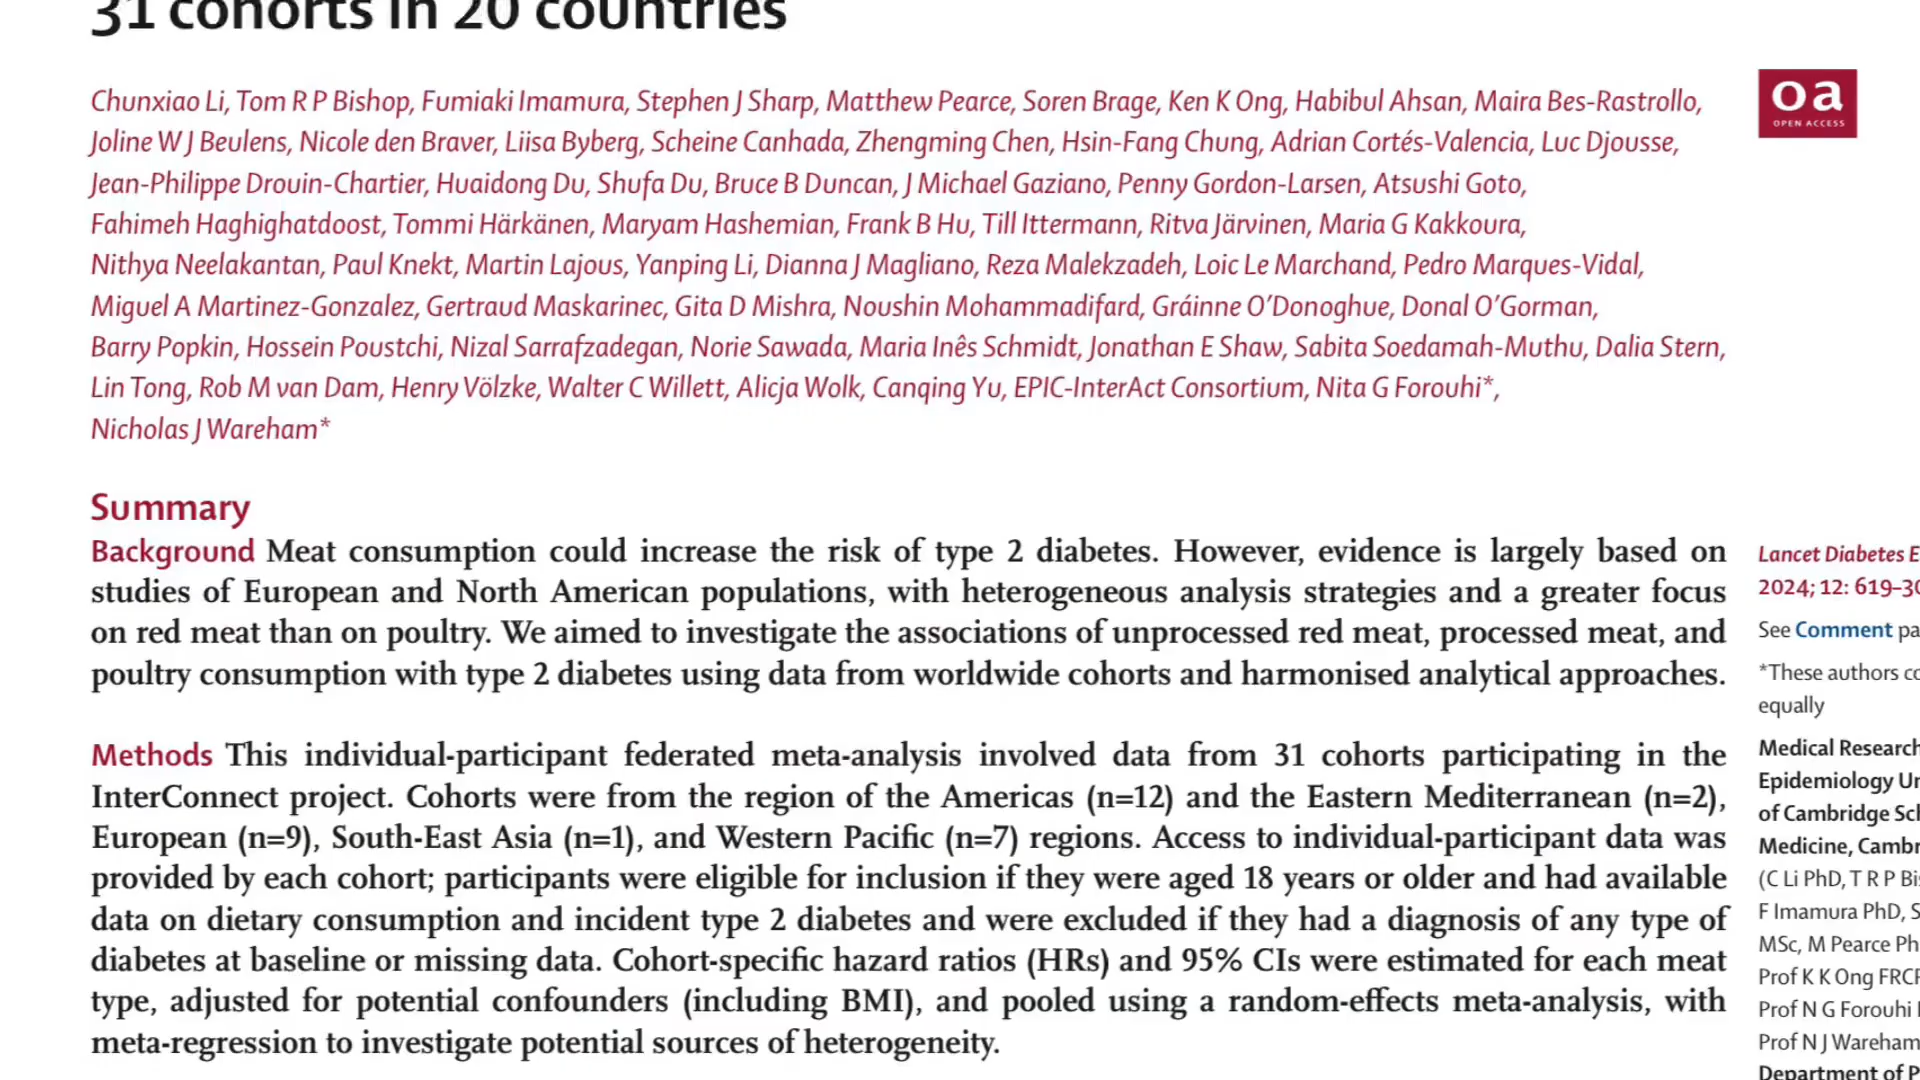 31 cohorts in 20 countries
Chunxiao Li, Tom R P Bishop, Fumiaki Imamura, Stephen J Sharp, Matthew Pearce, Soren Brage, Ken K Ong, Habibul Ahsan, Maira Bes-Rastrollo,
Joline W J Beulens, Nicole den Braver, Liisa Byberg, Scheine Canhada, Zhengming Chen, Hsin-Fang Chung, Adrian Cortés-Valencia, Luc Djousse,
Jean-Philippe Drouin-Chartier, Huaidong Du, Shufa Du, Bruce B Duncan, J Michael Gaziano, Penny Gordon-Larsen, Atsushi Goto,
Fahimeh Haghighatdoost, Tommi Härkänen, Maryam Hashemian, Frank B Hu, Till Ittermann, Ritva Järvinen, Maria G Kakkoura,
Nithya Neelakantan, Paul Knekt, Martin Lajous, Yanping Li, Dianna J Magliano, Reza Malekzadeh, Loic Le Marchand, Pedro Marques-Vidal,
Miguel A Martinez-Gonzalez, Gertraud Maskarinec, Gita D Mishra, Noushin Mohammadifard, Gráinne O’Donoghue, Donal O’Gorman,
Barry Popkin, Hossein Poustchi, Nizal Sarrafzadegan, Norie Sawada, Maria Inês Schmidt, Jonathan E Shaw, Sabita Soedamah-Muthu, Dalia Stern,
Lin Tong, Rob M van Dam, Henry Völzke, Walter C Willett, Alicja Wolk, Canqing Yu, EPIC-InterAct Consortium, Nita G Forouhi*,
Nicholas J Wareham*
oa
OPEN ACCESS
Summary
Background Meat consumption could increase the risk of type 2 diabetes. However, evidence is largely based on
studies of European and North American populations, with heterogeneous analysis strategies and a greater focus
on red meat than on poultry. We aimed to investigate the associations of unprocessed red meat, processed meat, and
poultry consumption with type 2 diabetes using data from worldwide cohorts and harmonised analytical approaches.
Methods This individual-participant federated meta-analysis involved data from 31 cohorts participating in the
InterConnect project. Cohorts were from the region of the Americas (n=12) and the Eastern Mediterranean (n=2),
European (n=9), South-East Asia (n=1), and Western Pacific (n=7) regions. Access to individual-participant data was
provided by each cohort; participants were eligible for inclusion if they were aged 18 years or older and had available
data on dietary consumption and incident type 2 diabetes and were excluded if they had a diagnosis of any type of
diabetes at baseline or missing data. Cohort-specific hazard ratios (HRs) and 95% CIs were estimated for each meat
type, adjusted for potential confounders (including BMI), and pooled using a random-effects meta-analysis, with
meta-regression to investigate potential sources of heterogeneity.
Lancet Diabetes E
2024; 12: 619–30
See Comment pa
*These authors co
equally
Medical Research
Epidemiology Un
of Cambridge Sch
Medicine, Cambr
(C Li PhD, T R P Bis
F Imamura PhD, S
MSc, M Pearce Ph
Prof K K Ong FRCP
Prof N G Forouhi
Prof N J Wareham
Department of P